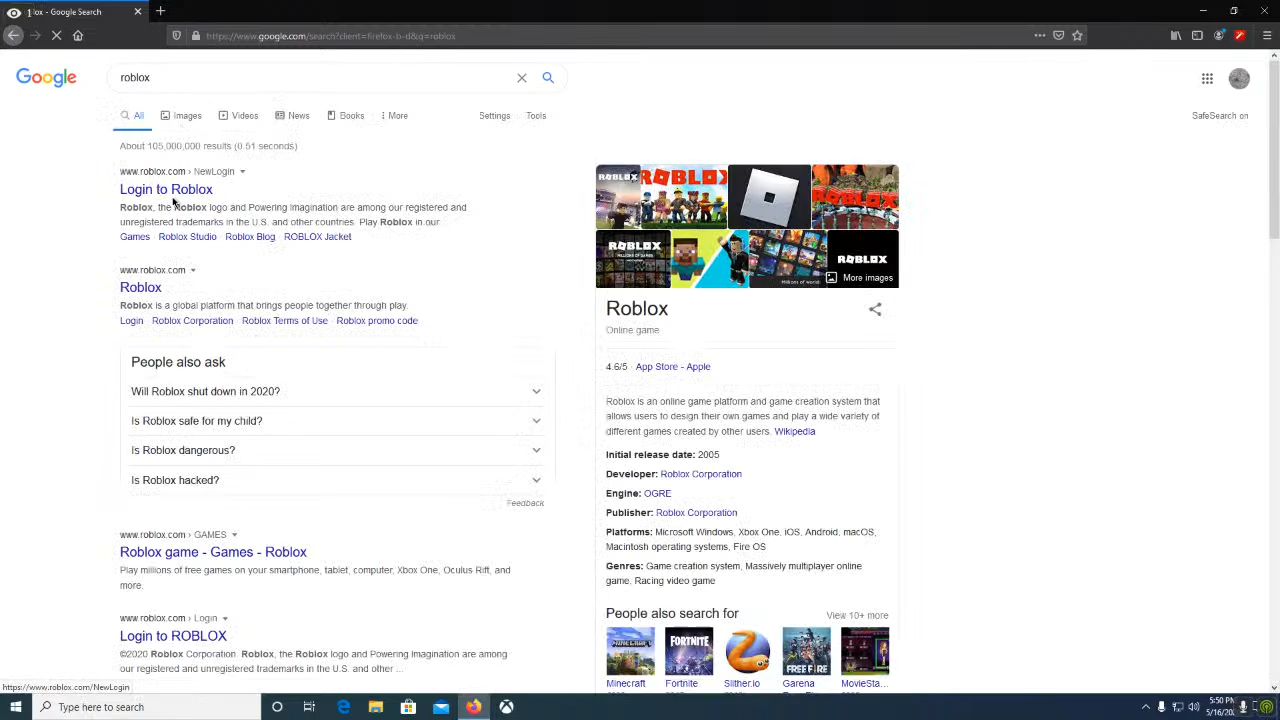 1lox - Google Search
https://www.google.com/search?client=firefox-b-d&q=roblox
Google
roblox
All
Images
Videos
News
Books
More
Settings
Tools
SafeSearch on
About 105,000,000 results (0.51 seconds)
www.roblox.com › NewLogin
Login to Roblox
Roblox, the Roblox logo and Powering Imagination are among our registered and
unregistered trademarks in the U.S. and other countries. Play Roblox in our...
Games Roblox Studio Roblox Blog ROBLOX Jacket
www.roblox.com
Roblox
Roblox is a global platform that brings people together through play.
Login Roblox Corporation Roblox Terms of Use Roblox promo code
People also ask
Will Roblox shut down in 2020?
Is Roblox safe for my child?
Is Roblox dangerous?
Is Roblox hacked?
Feedback
www.roblox.com › GAMES
Roblox game - Games - Roblox
Play millions of free games on your smartphone, tablet, computer, Xbox One, Oculus Rift, and
more.
www.roblox.com › Login
Login to ROBLOX
©2020 Roblox Corporation. Roblox, the Roblox logo and Powering Imagination are among
our registered and unregistered trademarks in the U.S. and other ...
https://www.roblox.com/NewLogin
ROBLOX
ROBLOX
ROBLOX
ROBLOX
ROBLOX
More images
Roblox
Online game
4.6/5 · App Store - Apple
Roblox is an online game platform and game creation system that
allows users to design their own games and play a wide variety of
different games created by other users. Wikipedia
Initial release date: 2005
Developer: Roblox Corporation
Engine: OGRE
Publisher: Roblox Corporation
Platforms: Microsoft Windows, Xbox One, iOS, Android, macOS,
Macintosh operating systems, Fire OS
Genres: Game creation system, Massively multiplayer online
game, Racing video game
People also search for
View 10+ more
MINECRAFT
FORTNITE
FREE FIRE
Minecraft
Fortnite
Slither.io
Garena
MovieSta...
Type here to search
5:50 PM